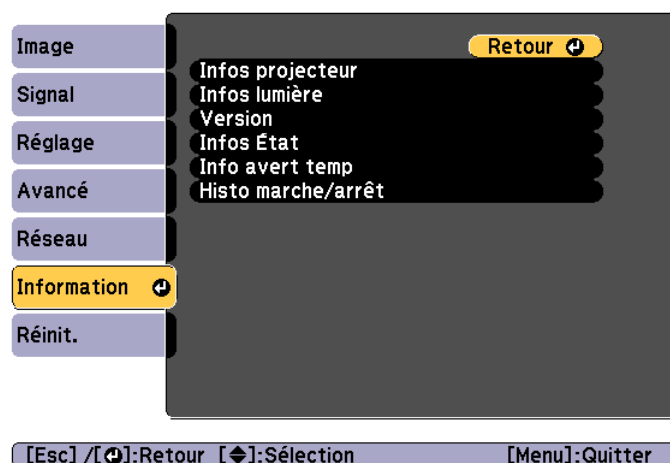 Image
Signal
Réglage
Avancé
Réseau
Information
Réinit.
Retour
Infos projecteur
Infos lumière
Version
Infos État
Info avert temp
Histo marche/arrêt
[Esc] /[⏎]:Retour [◆]:Sélection [Menu]:Quitter